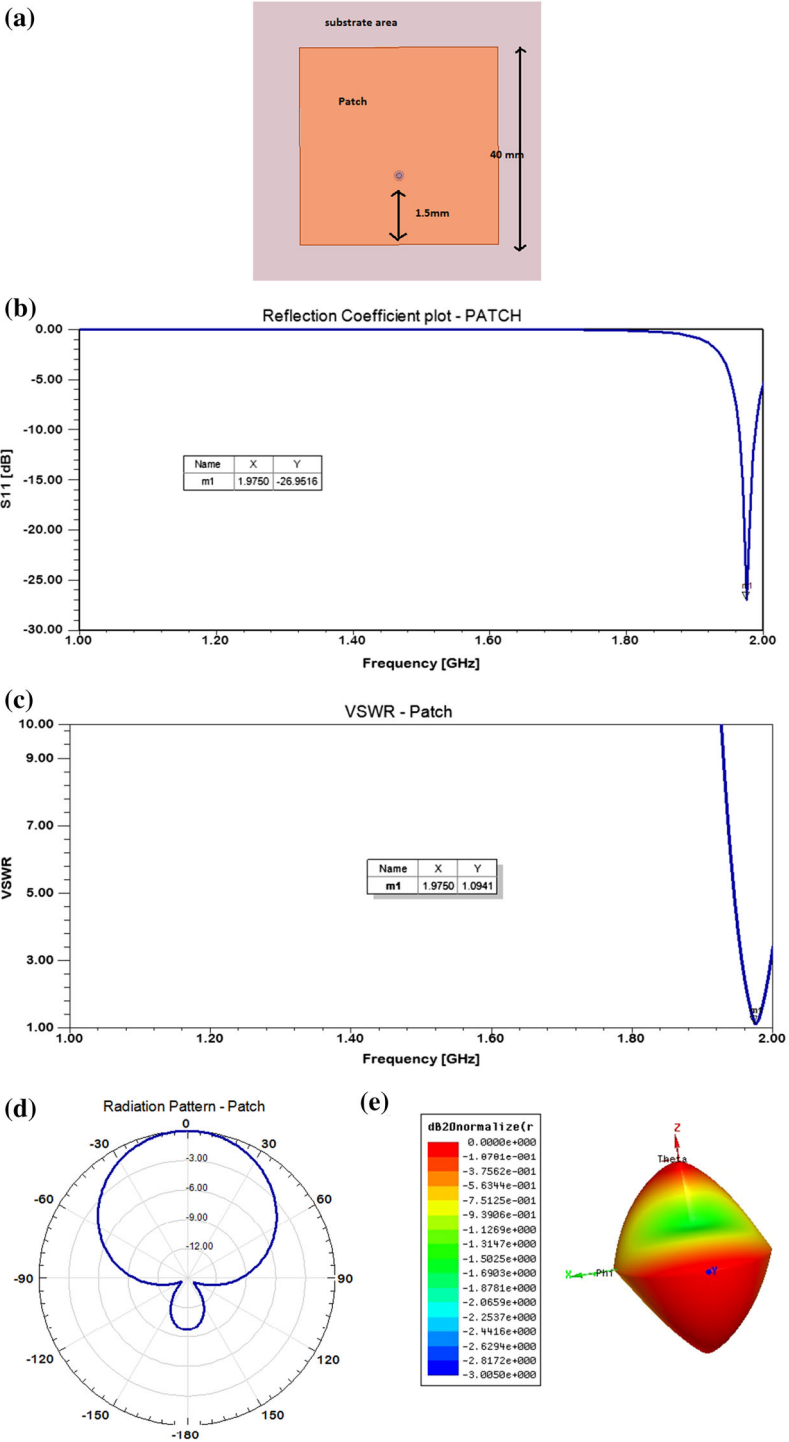 (a)
substrate area
Patch
40 mm
1.5mm
(b)
Reflection Coefficient plot - PATCH
0.00
-5.00
-10.00
-15.00
-20.00
-25.00
-30.00
S11 [dB]
Name X Y
m1 1.9750 -26.9516
m1
1.00 1.20 1.40 1.60 1.80 2.00
Frequency [GHz]
(c)
VSWR - Patch
10.00
9.00
7.00
5.00
3.00
1.00
VSWR
Name X Y
m1 1.9750 1.0941
m1
1.00 1.20 1.40 1.60 1.80 2.00
Frequency [GHz]
(d)
Radiation Pattern - Patch
0
-30 30
-3.00
-60 60
-6.00
-9.00
-12.00
-90 90
-120 120
-150 150
-180
(e)
dB20normalize(r
0.0000e+000
-1.8781e-001
-3.7562e-001
-5.6344e-001
-7.5125e-001
-9.3906e-001
-1.1269e+000
-1.3147e+000
-1.5025e+000
-1.6903e+000
-1.8781e+000
-2.0659e+000
-2.2537e+000
-2.4416e+000
-2.6294e+000
-2.8172e+000
-3.0050e+000
Z
Theta
X
Phi
Y